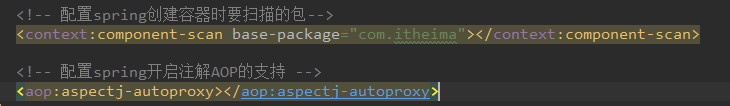 <!-- 配置spring创建容器时要扫描的包-->
<context:component-scan base-package="com.itheima"></context:component-scan>
<!-- 配置spring开启注解AOP的支持 -->
<aop:aspectj-autoproxy></aop:aspectj-autoproxy>